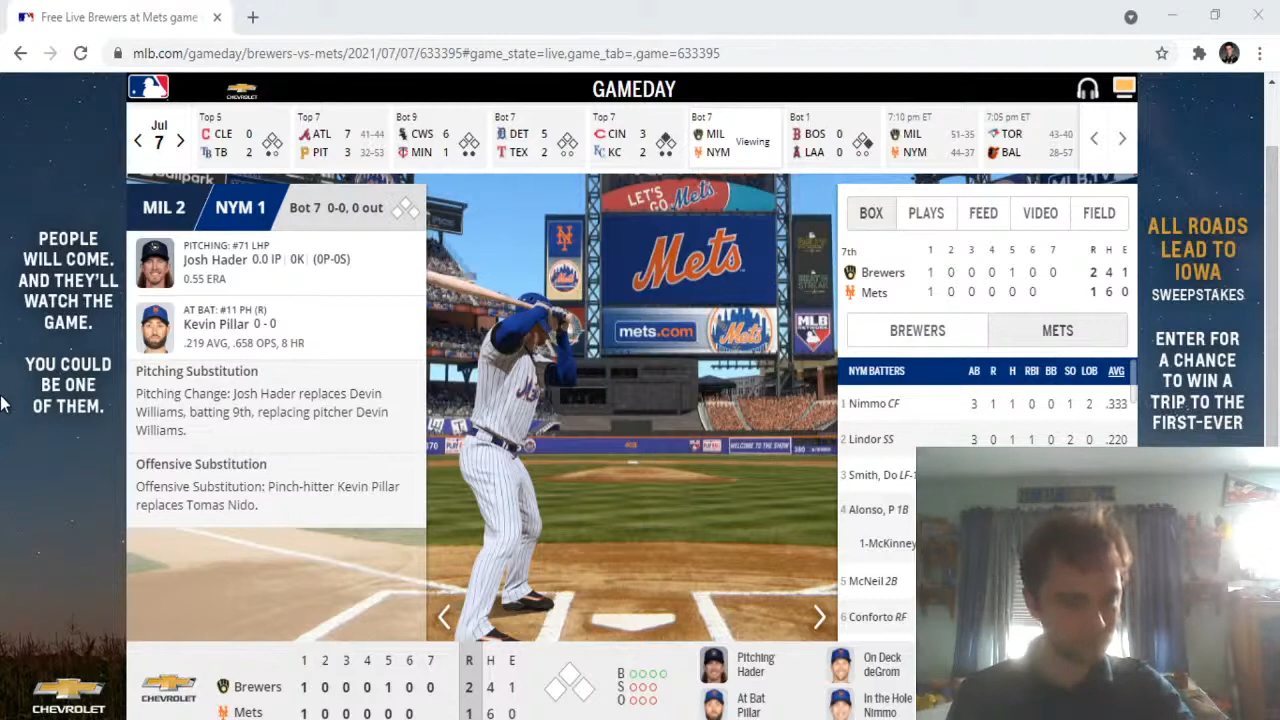 Free Live Brewers at Mets game
mlb.com/gameday/brewers-vs-mets/2021/07/07/633395#game_state=live,game_tab=,game=633395
CHEVROLET
GAMEDAY
Jul
7
Top 5
CLE 0
TB 2
Top 7
ATL 7 41-44
PIT 3 32-53
Bot 9
CWS 6
MIN 1
Bot 7
DET 5
TEX 2
Top 7
CIN 3
KC 2
Bot 7
MIL
NYM
Viewing
Bot 1
BOS 0
LAA 0
7:10 pm ET
MIL 51-35
NYM 44-37
7:05 pm ET
TOR 43-40
BAL 28-57
MIL 2
NYM 1
Bot 7 0-0, 0 out
PITCHING: #71 LHP
Josh Hader 0.0 IP 0K (0P-0S)
0.55 ERA
AT BAT: #11 PH (R)
Kevin Pillar 0 - 0
.219 AVG, .658 OPS, 8 HR
Pitching Substitution
Pitching Change: Josh Hader replaces Devin
Williams, batting 9th, replacing pitcher Devin
Williams.
Offensive Substitution
Offensive Substitution: Pinch-hitter Kevin Pillar
replaces Tomas Nido.
LET'S
GO Mets
Mets
mets.com
Mets
MLB
NETWORK
WELCOME TO THE SHOW
BOX
PLAYS
FEED
VIDEO
FIELD
7th 1 2 3 4 5 6 7 R H E
Brewers 1 0 0 0 1 0 0 2 4 1
Mets 1 0 0 0 0 0 1 6 0
BREWERS
METS
NYM BATTERS AB R H RBI BB SO LOB AVG
1 Nimmo CF 3 1 1 0 0 1 2 .333
2 Lindor SS 3 0 1 1 0 2 0 .220
3 Smith, Do LF-1
4 Alonso, P 1B
1-McKinney
5 McNeil 2B
6 Conforto RF
PEOPLE
WILL COME.
AND THEY'LL
WATCH THE
GAME.
YOU COULD
BE ONE
OF THEM.
CHEVROLET
ALL ROADS
LEAD TO
IOWA
SWEEPSTAKES
ENTER FOR
A CHANCE
TO WIN A
TRIP TO THE
FIRST-EVER
CHEVROLET
1 2 3 4 5 6 7 R H E
Brewers 1 0 0 0 1 0 0 2 4 1
Mets 1 0 0 0 0 0 1 6 0
B
S
O
Pitching
Hader
At Bat
Pillar
On Deck
deGrom
In the Hole
Nimmo